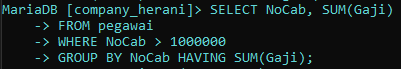 MariaDB [company_herani]> SELECT NoCab, SUM(Gaji)
    -> FROM pegawai
    -> WHERE NoCab > 1000000
    -> GROUP BY NoCab HAVING SUM(Gaji);